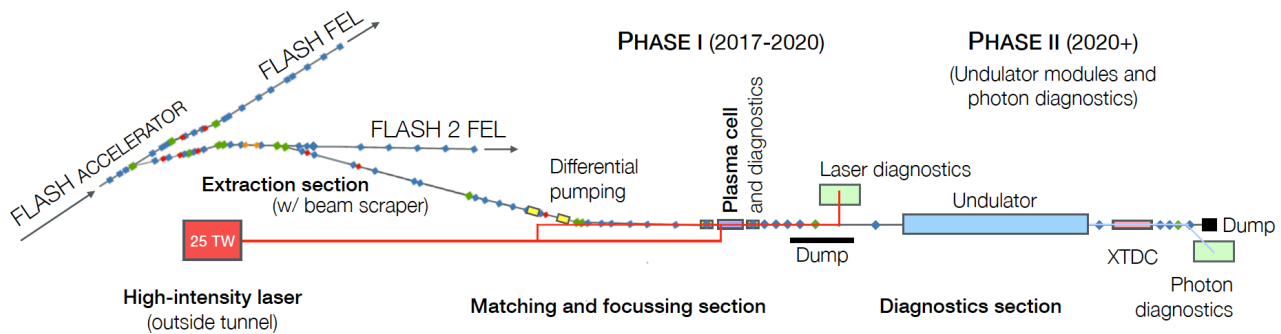 FLASH FEL
PHASE I (2017-2020)
PHASE II (2020+)
(Undulator modules and
photon diagnostics)
FLASH ACCELERATOR
FLASH 2 FEL
Extraction section
(w/ beam scraper)
Differential
pumping
Plasma cell
and diagnostics
Laser diagnostics
Undulator
25 TW
Dump
XTDC
Dump
Photon
diagnostics
High-intensity laser
(outside tunnel)
Matching and focussing section
Diagnostics section